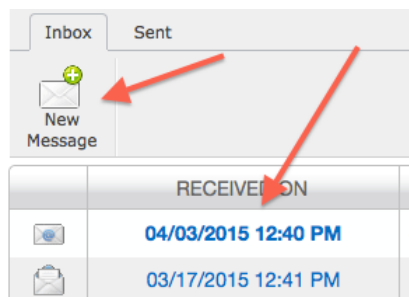 Inbox Sent
New
Message
RECEIVED ON
04/03/2015 12:40 PM
03/17/2015 12:41 PM